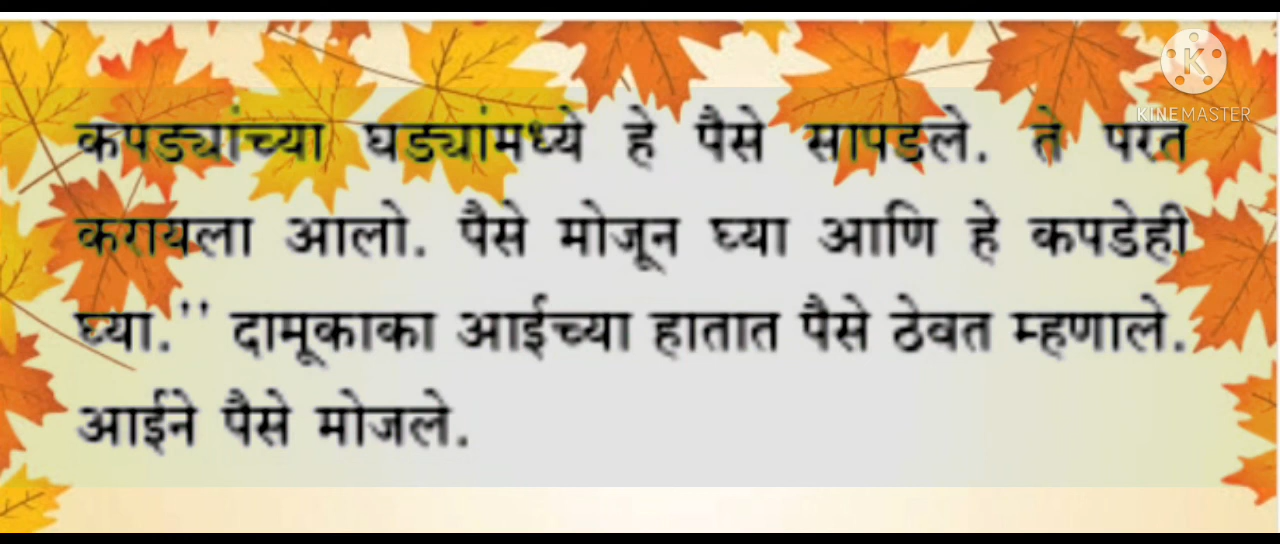 KINEMASTER
कपड्यांच्या घड्यांमध्ये हे पैसे सापडले. ते परत
करायला आलो. पैसे मोजून घ्या आणि हे कपडेही
घ्या.'' दामूकाका आईच्या हातात पैसे ठेवत म्हणाले.
आईने पैसे मोजले.